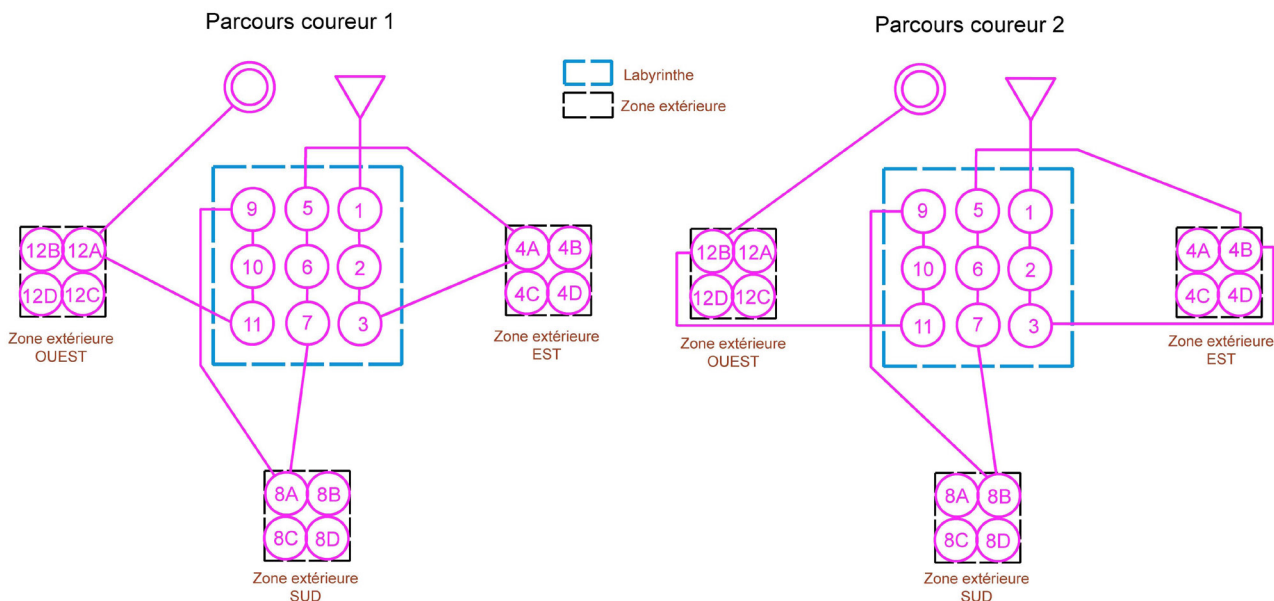 Parcours coureur 1
Parcours coureur 2
Labyrinthe
Zone extérieure
9 5 1
12B 12A
10 6 2
4A 4B
12D 12C
4C 4D
11 7 3
Zone extérieure
OUEST
Zone extérieure
EST
8A 8B
8C 8D
Zone extérieure
SUD
9 5 1
12B 12A
10 6 2
4A 4B
12D 12C
4C 4D
11 7 3
Zone extérieure
OUEST
Zone extérieure
EST
8A 8B
8C 8D
Zone extérieure
SUD